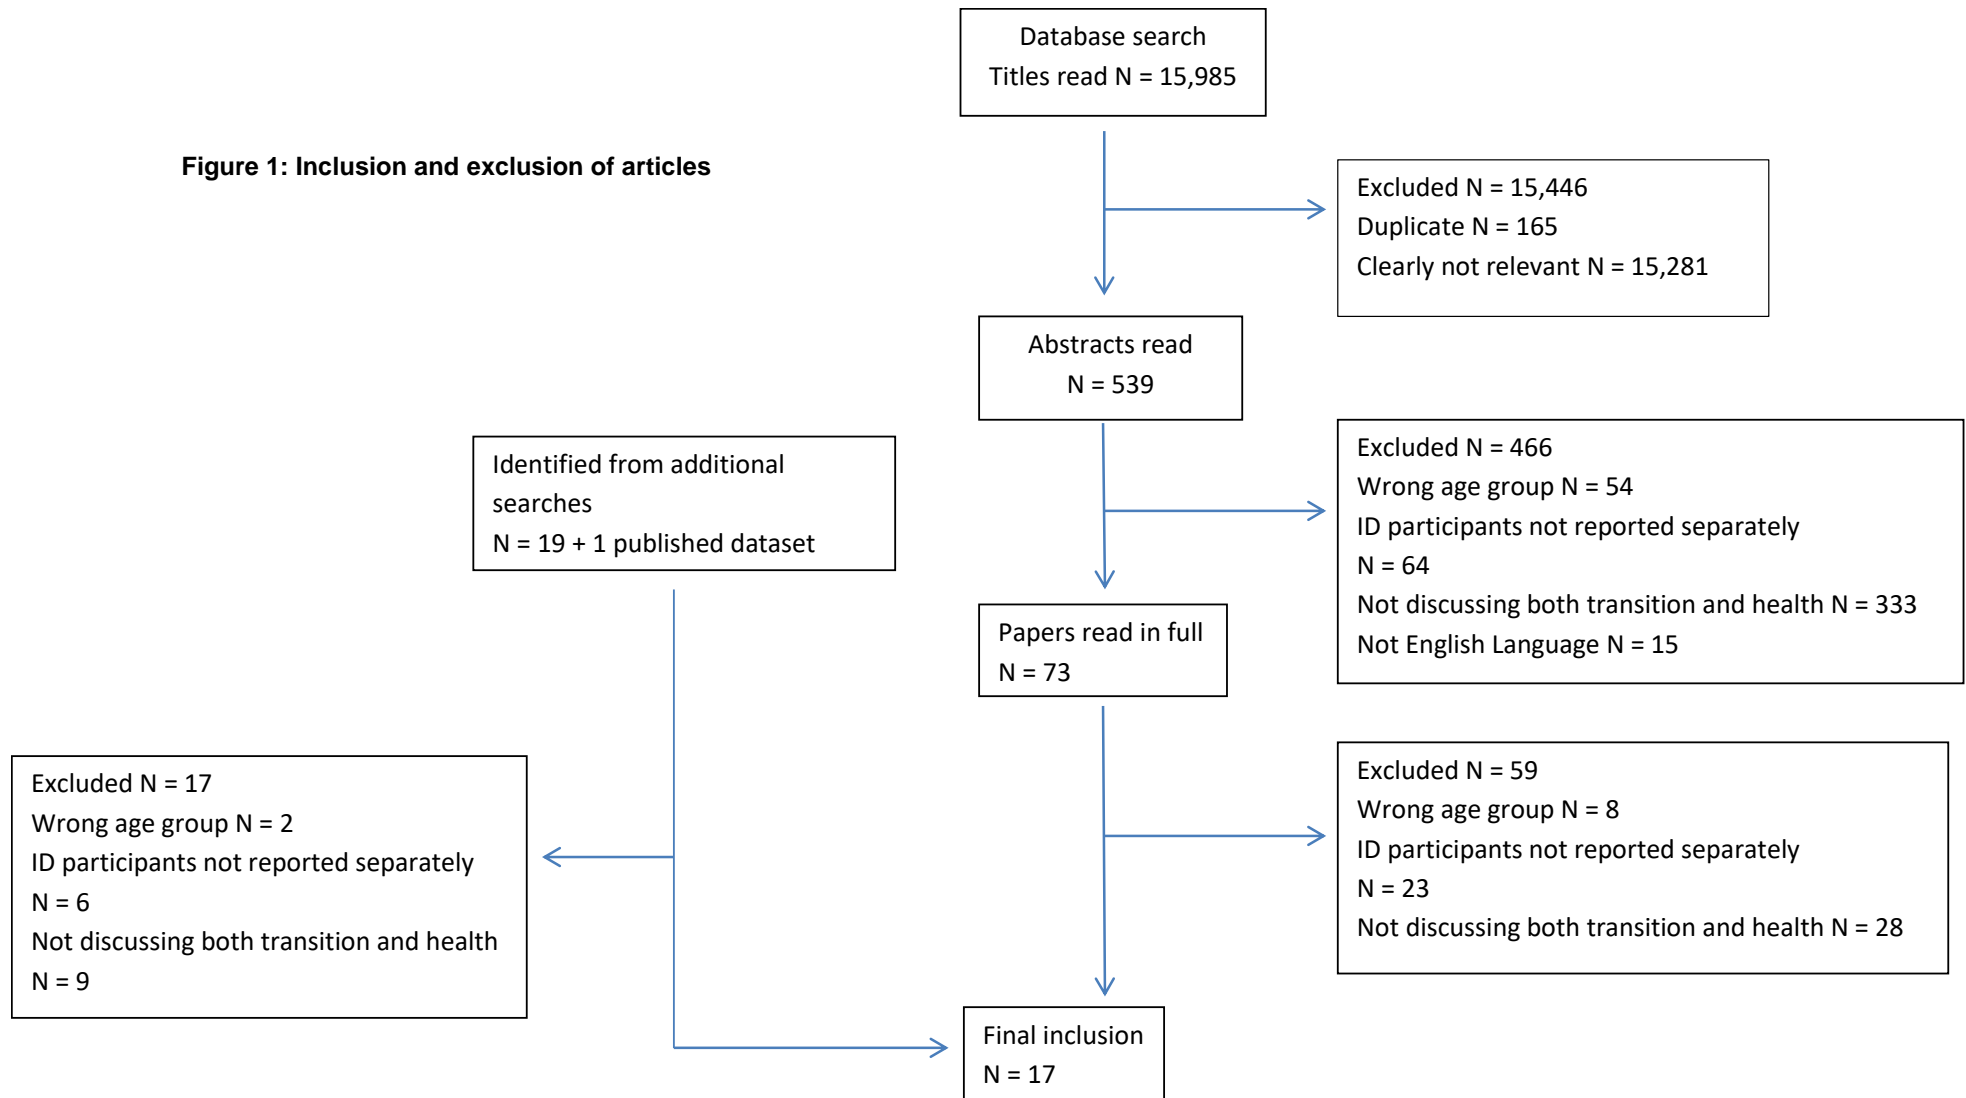 Database search
Titles read N = 15,985
Figure 1: Inclusion and exclusion of articles
Excluded N = 15,446
Duplicate N = 165
Clearly not relevant N = 15,281
Abstracts read
N = 539
Identified from additional
searches
N = 19 + 1 published dataset
Excluded N = 466
Wrong age group N = 54
ID participants not reported separately
N = 64
Not discussing both transition and health N = 333
Not English Language N = 15
Papers read in full
N = 73
Excluded N = 17
Wrong age group N = 2
ID participants not reported separately
N = 6
Not discussing both transition and health
N = 9
Excluded N = 59
Wrong age group N = 8
ID participants not reported separately
N = 23
Not discussing both transition and health N = 28
Final inclusion
N = 17